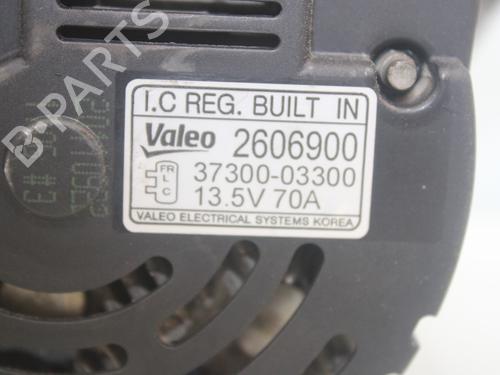 B-PARTS
I.C REG. BUILT IN
Valeo 2606900
FR
L
C
37300-03300
13.5V 70A
VALEO ELECTRICAL SYSTEMS KOREA